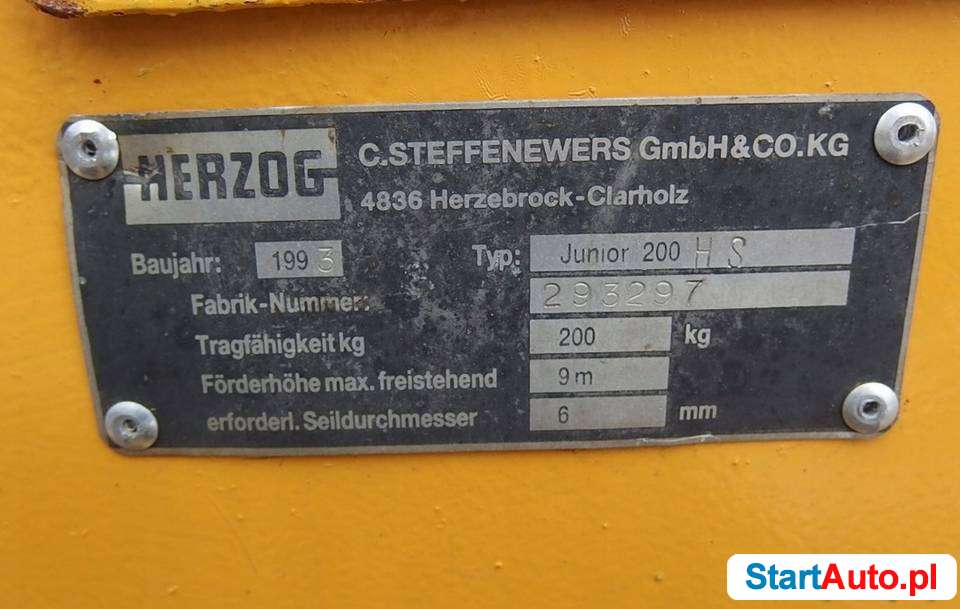 HERZOG
C.STEFFENEWERS GmbH&CO.KG
4836 Herzebrock-Clarholz
Baujahr: 1993 Typ: Junior 200 HS
Fabrik-Nummer: 293297
Tragfähigkeit kg 200 kg
Förderhöhe max. freistehend 9 m
erforderl. Seildurchmesser 6 mm
StartAuto.pl